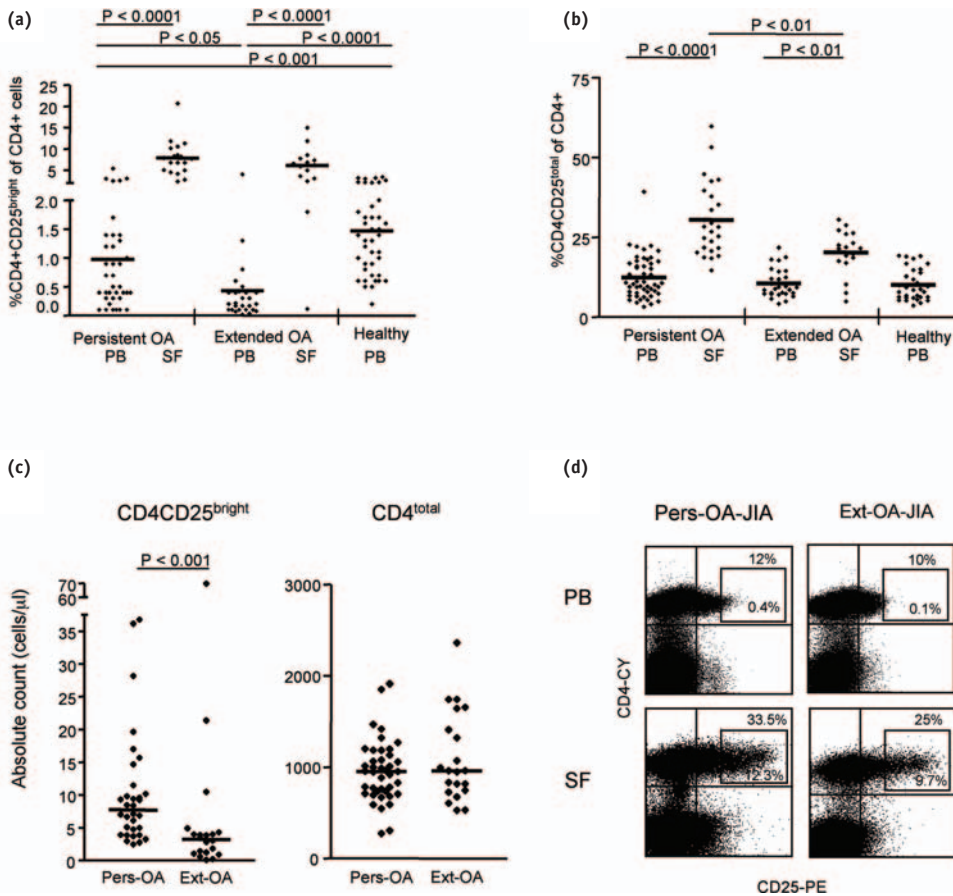 (a)
P < 0.0001 P < 0.0001
P < 0.05 P < 0.0001
P < 0.001
%CD4+CD25bright of CD4+ cells
25
20
15
10
5
2.0
1.5
1.0
0.5
0.0
Persistent OA Extended OA Healthy
PB SF PB SF PB
(b)
P < 0.01
P < 0.0001 P < 0.01
%CD4CD25total of CD4+
75
50
25
0
Persistent OA Extended OA Healthy
PB SF PB SF PB
(c)
CD4CD25bright
P < 0.001
Absolute count (cells/µl)
70
60
35
30
25
20
15
10
5
0
Pers-OA Ext-OA
CD4total
3000
2000
1000
0
Pers-OA Ext-OA
(d)
Pers-OA-JIA Ext-OA-JIA
PB
12% 10%
0.4% 0.1%
CD4-CY
SF
33.5% 25%
12.3% 9.7%
CD25-PE